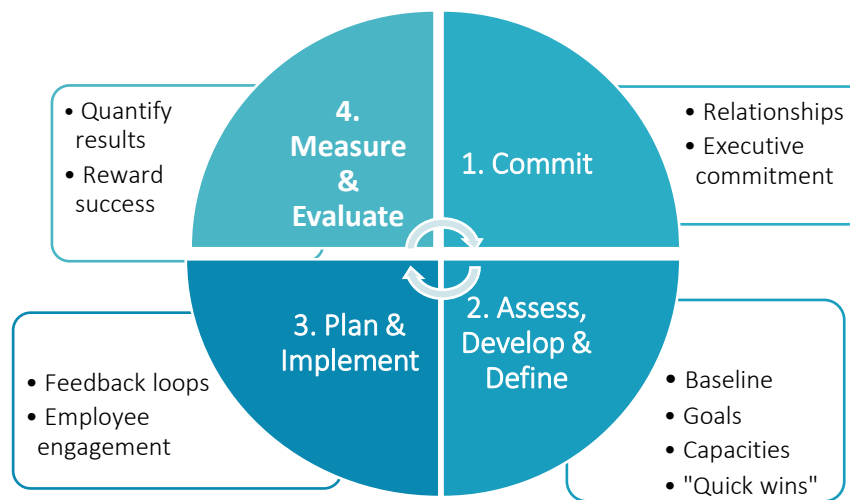 1. Commit
• Relationships
• Executive
commitment
2. Assess,
Develop &
Define
• Baseline
• Goals
• Capacities
• "Quick wins"
3. Plan &
Implement
• Feedback loops
• Employee
engagement
4.
Measure
&
Evaluate
• Quantify
results
• Reward
success